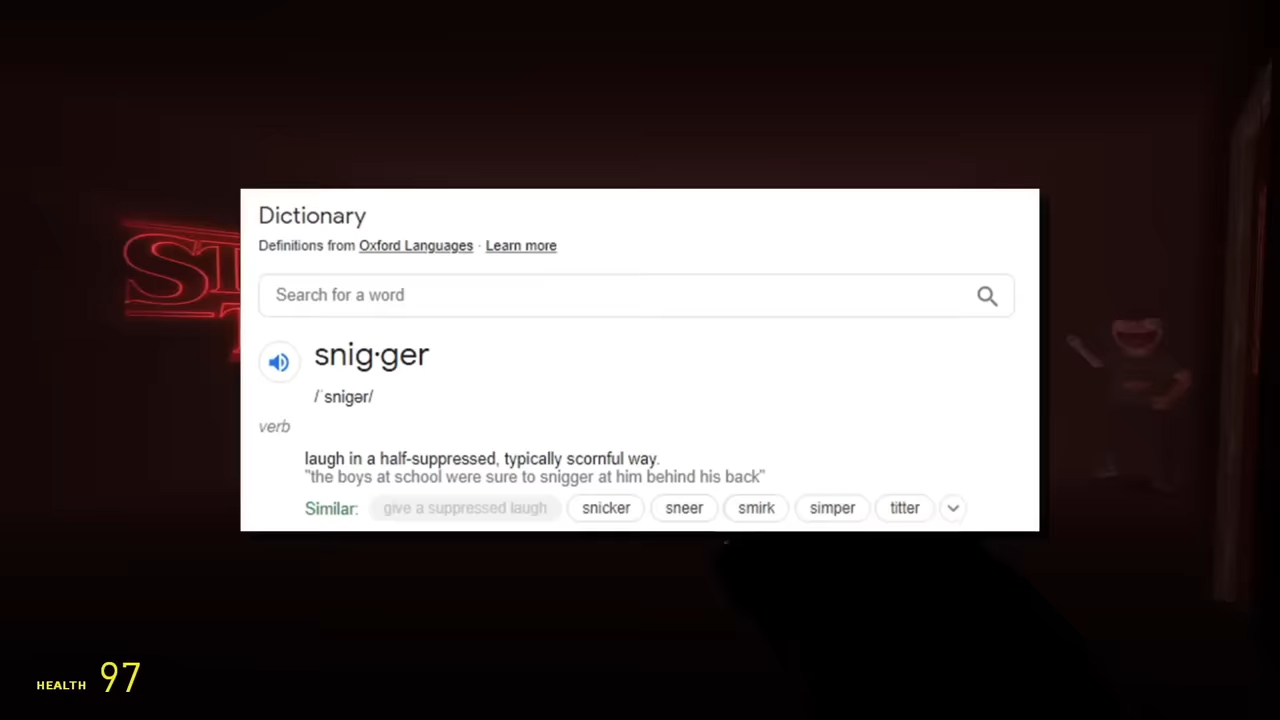 Dictionary
Definitions from Oxford Languages · Learn more
Search for a word
snig·ger
/ˈsniɡər/
verb
laugh in a half-suppressed, typically scornful way.
"the boys at school were sure to snigger at him behind his back"
Similar: give a suppressed laugh snicker sneer smirk simper titter
ST
HEALTH 97